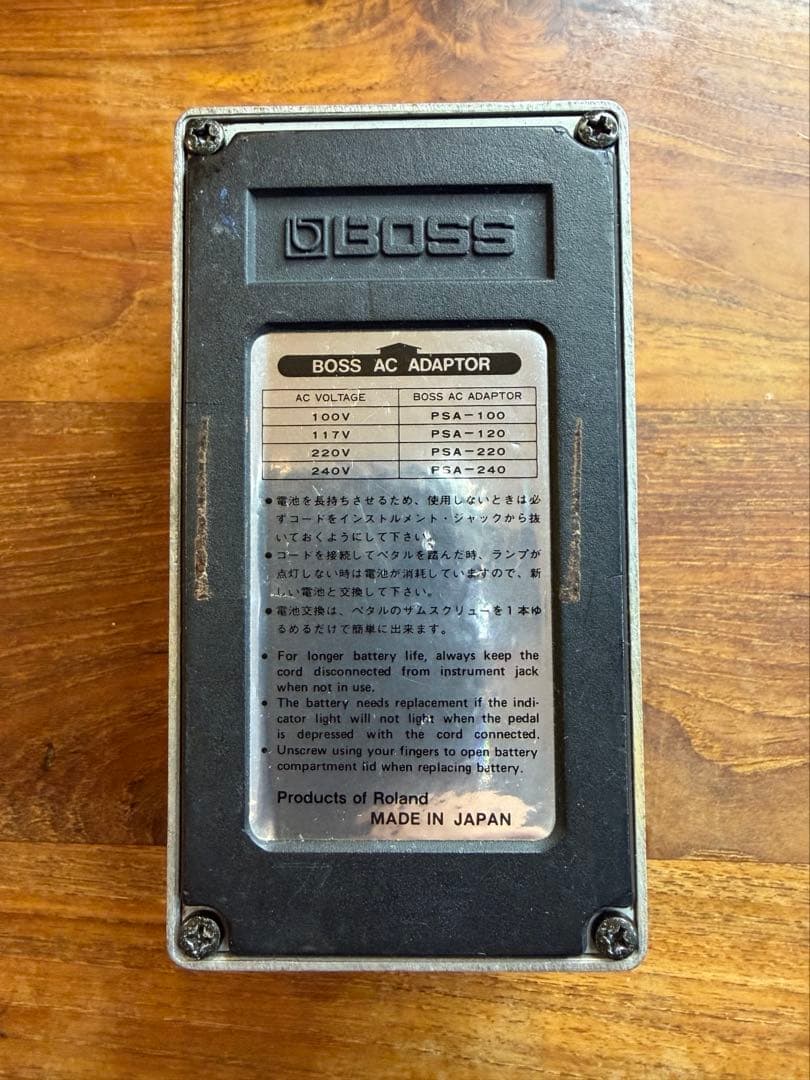 BOSS
BOSS AC ADAPTOR
AC VOLTAGE BOSS AC ADAPTOR
100V PSA-100
117V PSA-120
220V PSA-220
240V PSA-240
● 電池を長持ちさせるため、使用しないときは必
ずコードをインストルメント・ジャックから抜
いておくようにして下さい。
● コードを接続してペタルを踏んだ時、ランプが
点灯しない時は電池が消耗していますので、新
しい電池と交換して下さい。
● 電池交換は、ペタルのサムスクリューを1本ゆ
るめるだけで簡単に出来ます。
● For longer battery life, always keep the
cord disconnected from instrument jack
when not in use.
● The battery needs replacement if the indi-
cator light will not light when the pedal
is depressed with the cord connected.
● Unscrew using your fingers to open battery
compartment lid when replacing battery.
Products of Roland
MADE IN JAPAN